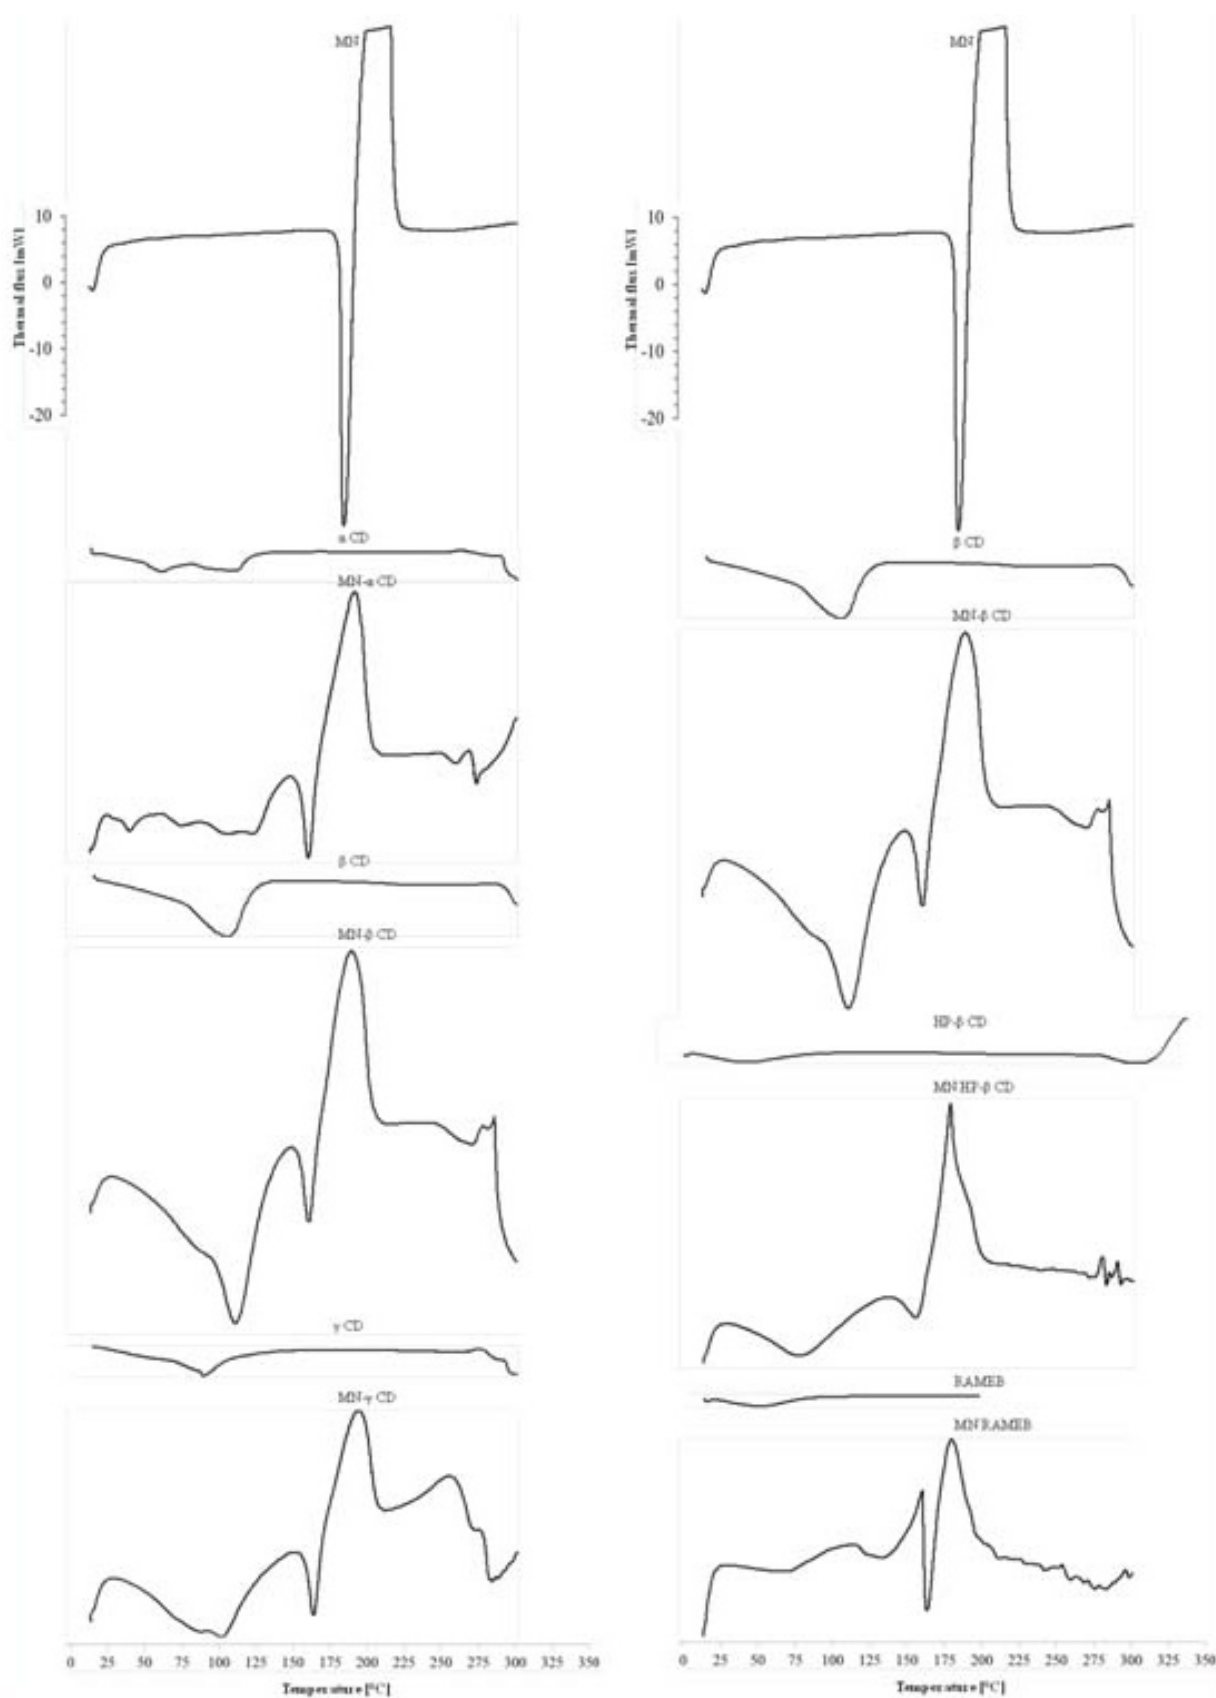 MN
10
0
-10
-20
Thermal flux [mW]
α CD
MN-α CD
β CD
MN-β CD
γ CD
MN-γ CD
0 25 50 75 100 125 150 175 200 225 250 275 300 325 350
Temperature [°C]
MN
10
0
-10
-20
Thermal flux [mW]
β CD
MN-β CD
HP-β CD
MN HP-β CD
RAMEB
MN RAMEB
0 25 50 75 100 125 150 175 200 225 250 275 300 325 350
Temperature [°C]